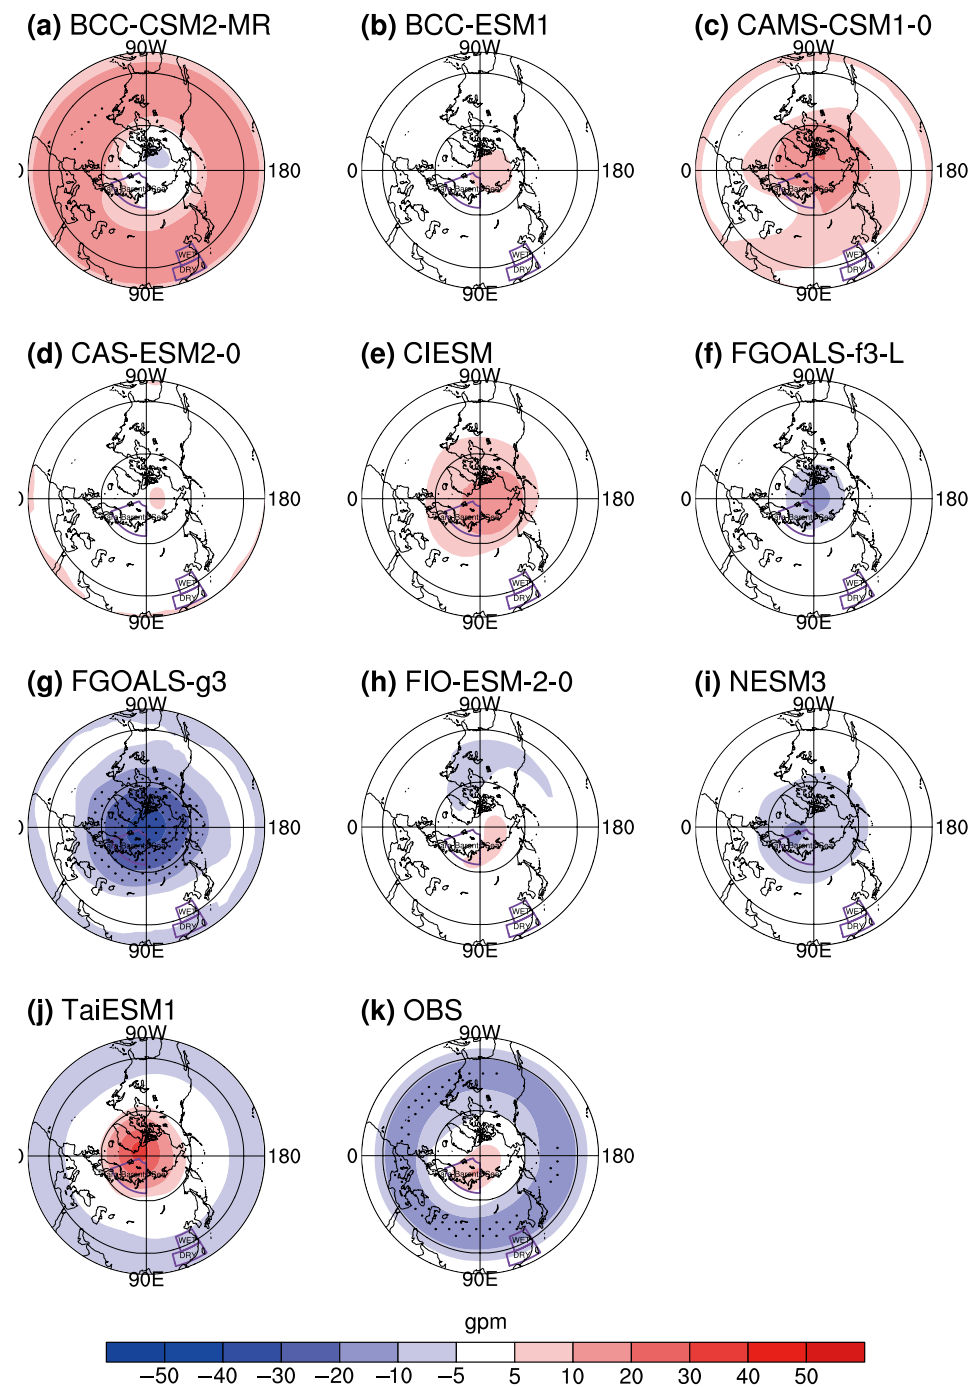 (a) BCC-CSM2-MR (b) BCC-ESM1 (c) CAMS-CSM1-0
90W 90W 90W
180 0 180 0 180
WET WET WET
DRY DRY DRY
90E 90E 90E
(d) CAS-ESM2-0 (e) CIESM (f) FGOALS-f3-L
90W 90W 90W
180 0 180 0 180
WET WET WET
DRY DRY DRY
90E 90E 90E
(g) FGOALS-g3 (h) FIO-ESM-2-0 (i) NESM3
90W 90W 90W
180 0 180 0 180
WET WET WET
DRY DRY DRY
90E 90E 90E
(j) TaiESM1 (k) OBS
90W 90W
180 0 180
WET WET
DRY DRY
90E 90E
gpm
−50 −40 −30 −20 −10 −5 5 10 20 30 40 50